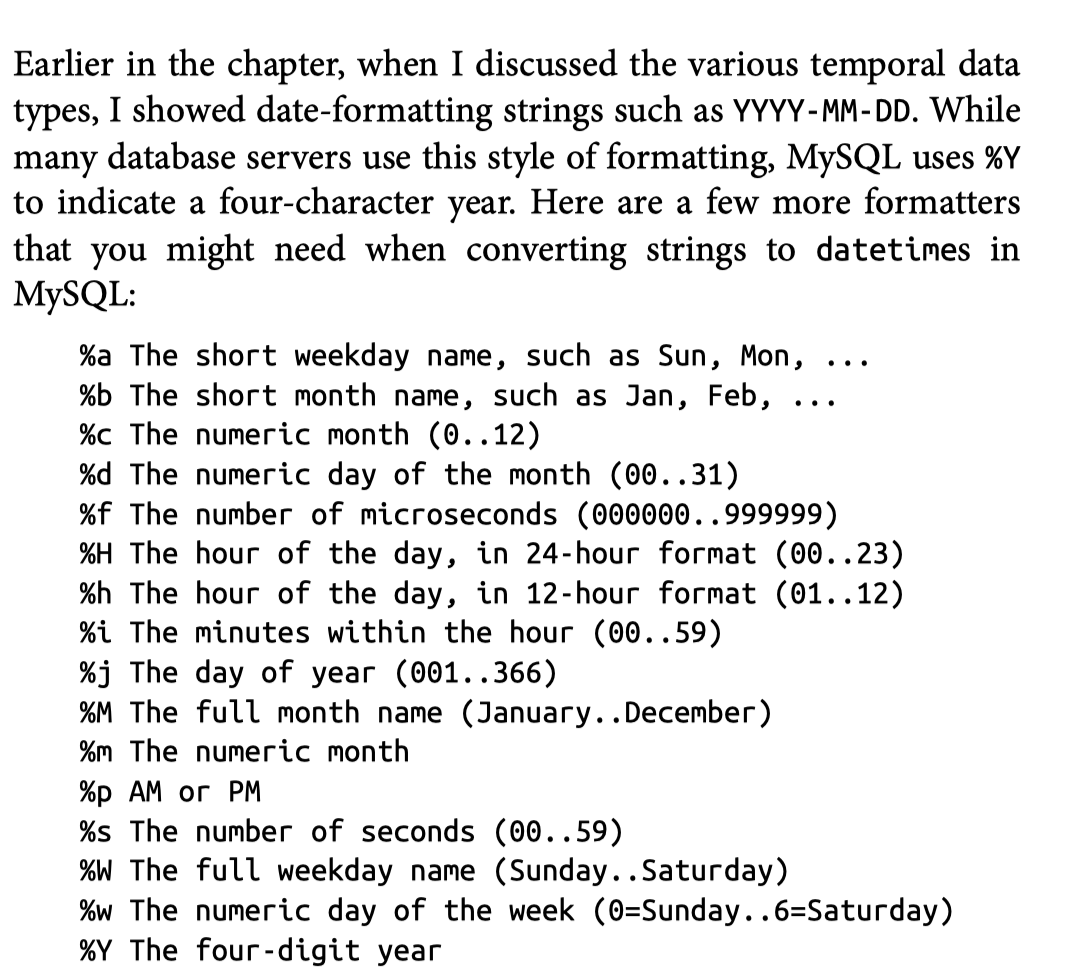 Earlier in the chapter, when I discussed the various temporal data
types, I showed date-formatting strings such as YYYY-MM-DD. While
many database servers use this style of formatting, MySQL uses %Y
to indicate a four-character year. Here are a few more formatters
that you might need when converting strings to datetimes in
MySQL:
%a The short weekday name, such as Sun, Mon, ...
%b The short month name, such as Jan, Feb, ...
%c The numeric month (0..12)
%d The numeric day of the month (00..31)
%f The number of microseconds (000000..999999)
%H The hour of the day, in 24-hour format (00..23)
%h The hour of the day, in 12-hour format (01..12)
%i The minutes within the hour (00..59)
%j The day of year (001..366)
%M The full month name (January..December)
%m The numeric month
%p AM or PM
%s The number of seconds (00..59)
%W The full weekday name (Sunday..Saturday)
%w The numeric day of the week (0=Sunday..6=Saturday)
%Y The four-digit year